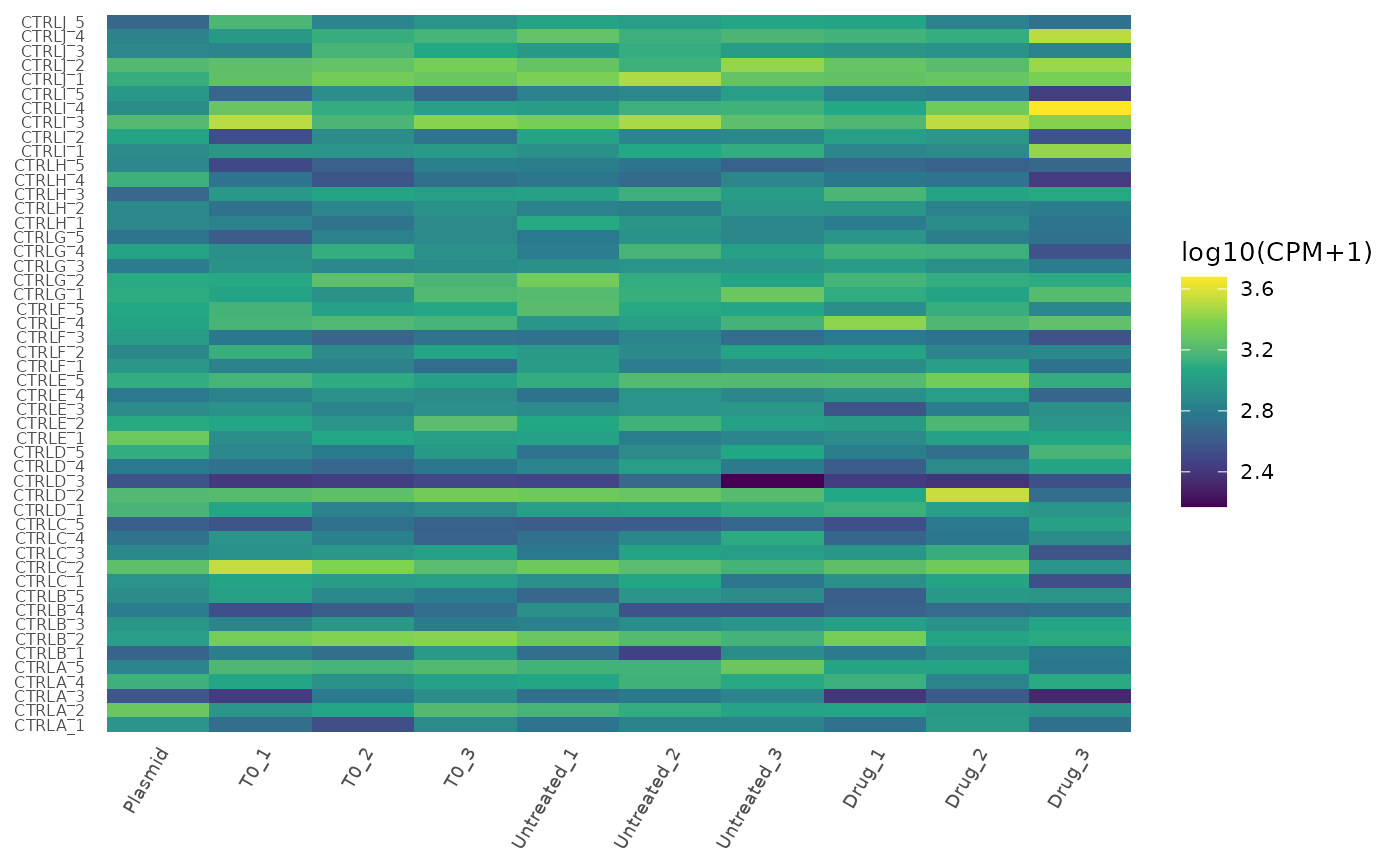 CTRLJ_5
CTRLJ_4
CTRLJ_3
CTRLJ_2
CTRLJ_1
CTRLI_5
CTRLI_4
CTRLI_3
CTRLI_2
CTRLI_1
CTRLH_5
CTRLH_4
CTRLH_3
CTRLH_2
CTRLH_1
CTRLG_5
CTRLG_4
CTRLG_3
CTRLG_2
CTRLG_1
CTRLF_5
CTRLF_4
CTRLF_3
CTRLF_2
CTRLF_1
CTRLE_5
CTRLE_4
CTRLE_3
CTRLE_2
CTRLE_1
CTRLD_5
CTRLD_4
CTRLD_3
CTRLD_2
CTRLD_1
CTRLC_5
CTRLC_4
CTRLC_3
CTRLC_2
CTRLC_1
CTRLB_5
CTRLB_4
CTRLB_3
CTRLB_2
CTRLB_1
CTRLA_5
CTRLA_4
CTRLA_3
CTRLA_2
CTRLA_1
Plasmid
T0_1
T0_2
T0_3
Untreated_1
Untreated_2
Untreated_3
Drug_1
Drug_2
Drug_3
log10(CPM+1)
3.6
3.2
2.8
2.4